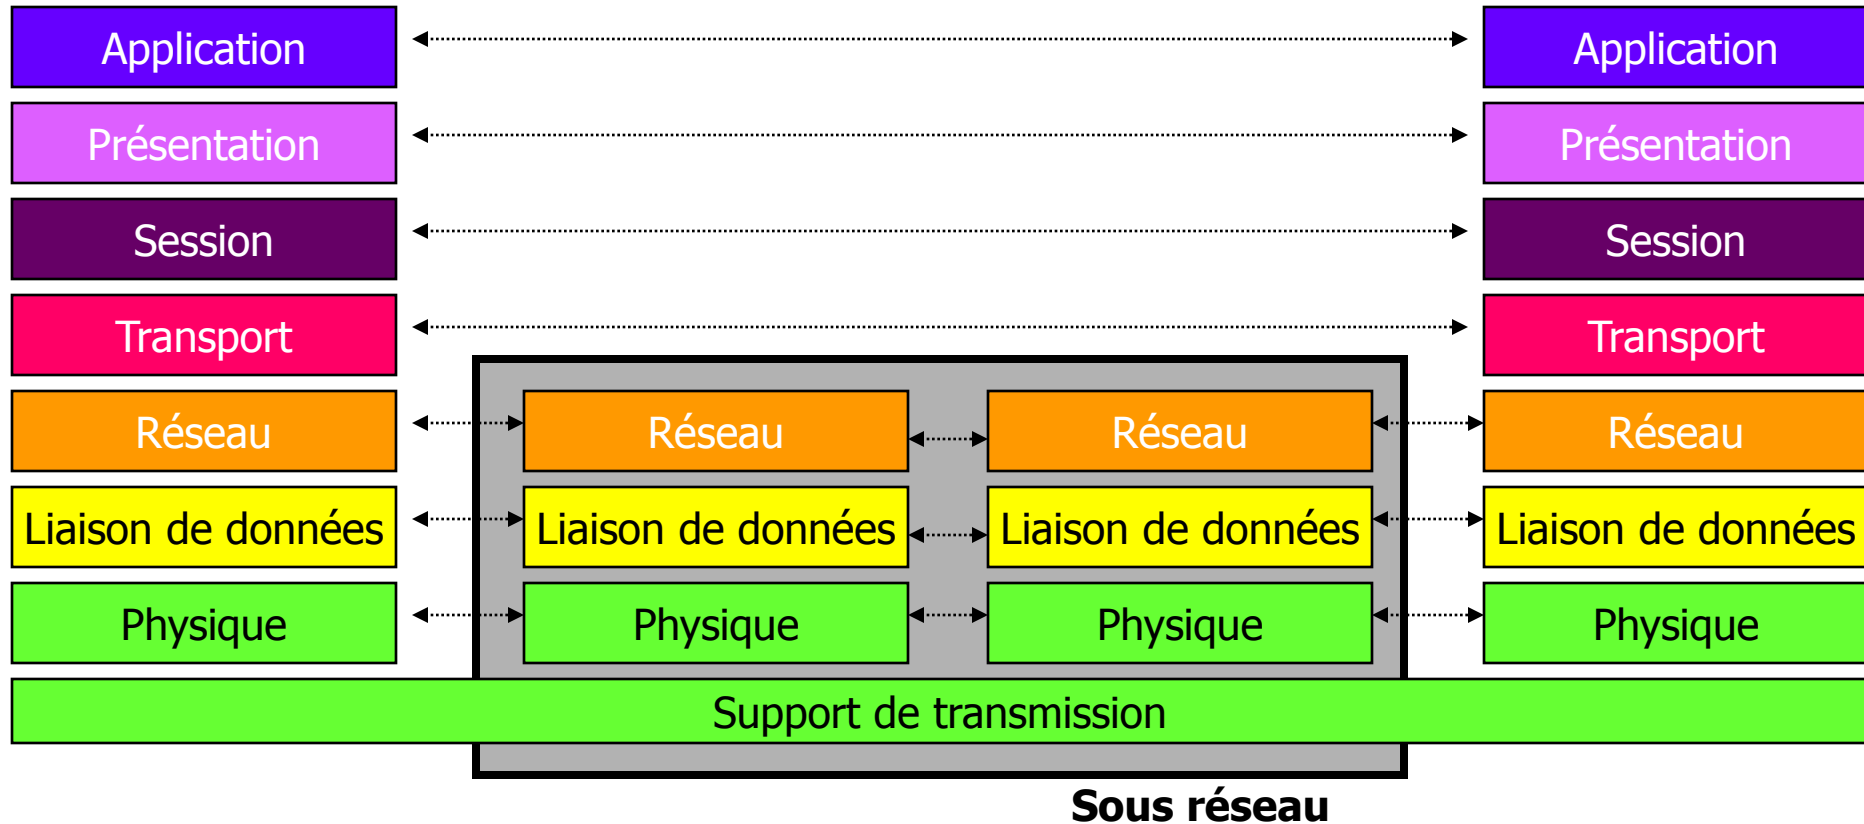 Application Application
Présentation Présentation
Session Session
Transport Transport
Réseau Réseau Réseau Réseau
Liaison de données Liaison de données Liaison de données Liaison de données
Physique Physique Physique Physique
Support de transmission
Sous réseau